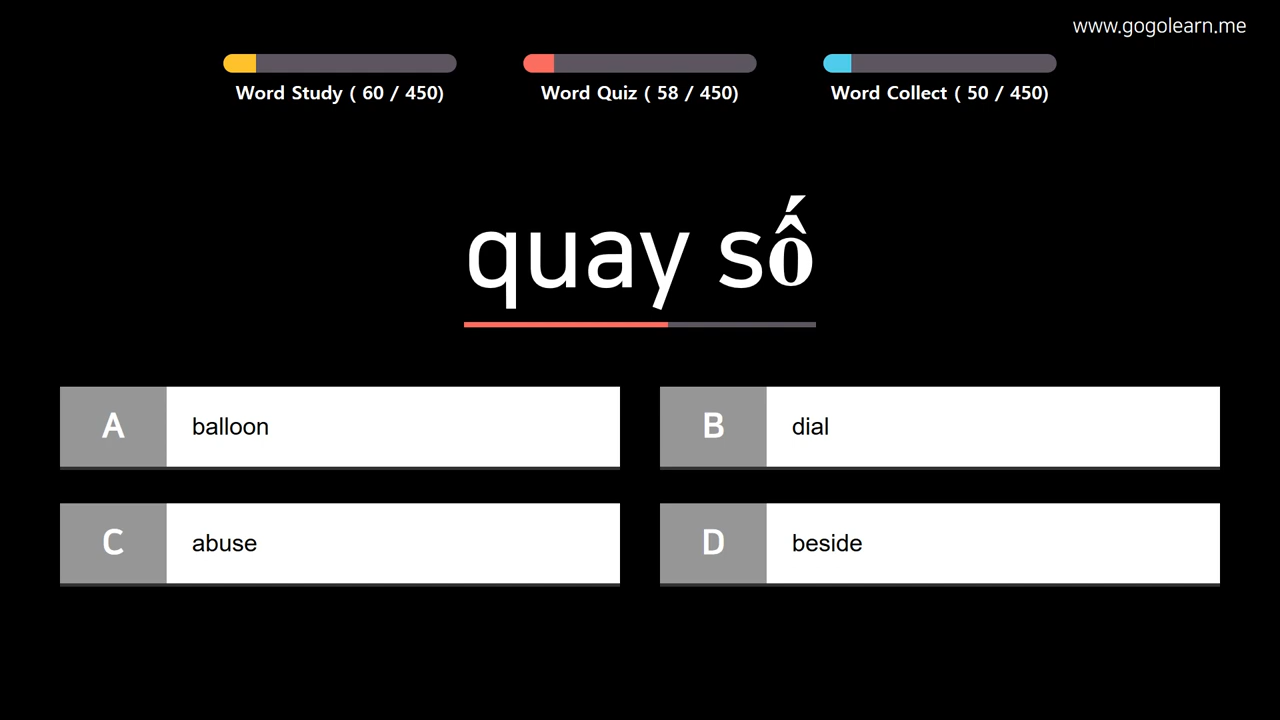 www.gogolearn.me
Word Study ( 60 / 450)
Word Quiz ( 58 / 450)
Word Collect ( 50 / 450)
quay số
A balloon
B dial
C abuse
D beside